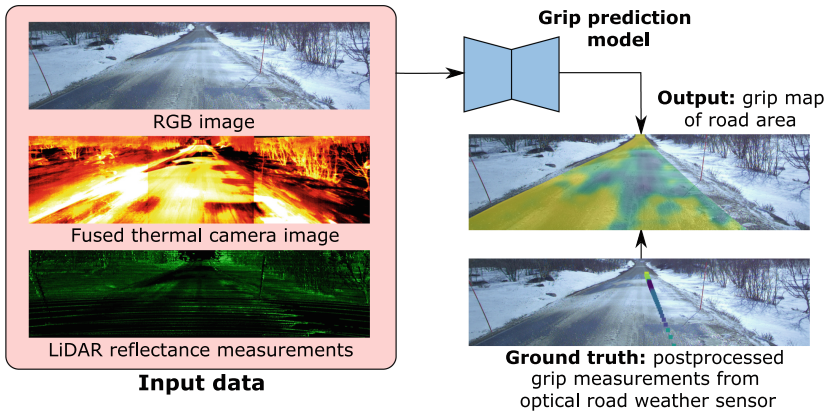 RGB image
Fused thermal camera image
LiDAR reflectance measurements
Input data
Grip prediction
model
Output: grip map
of road area
Ground truth: postprocessed
grip measurements from
optical road weather sensor